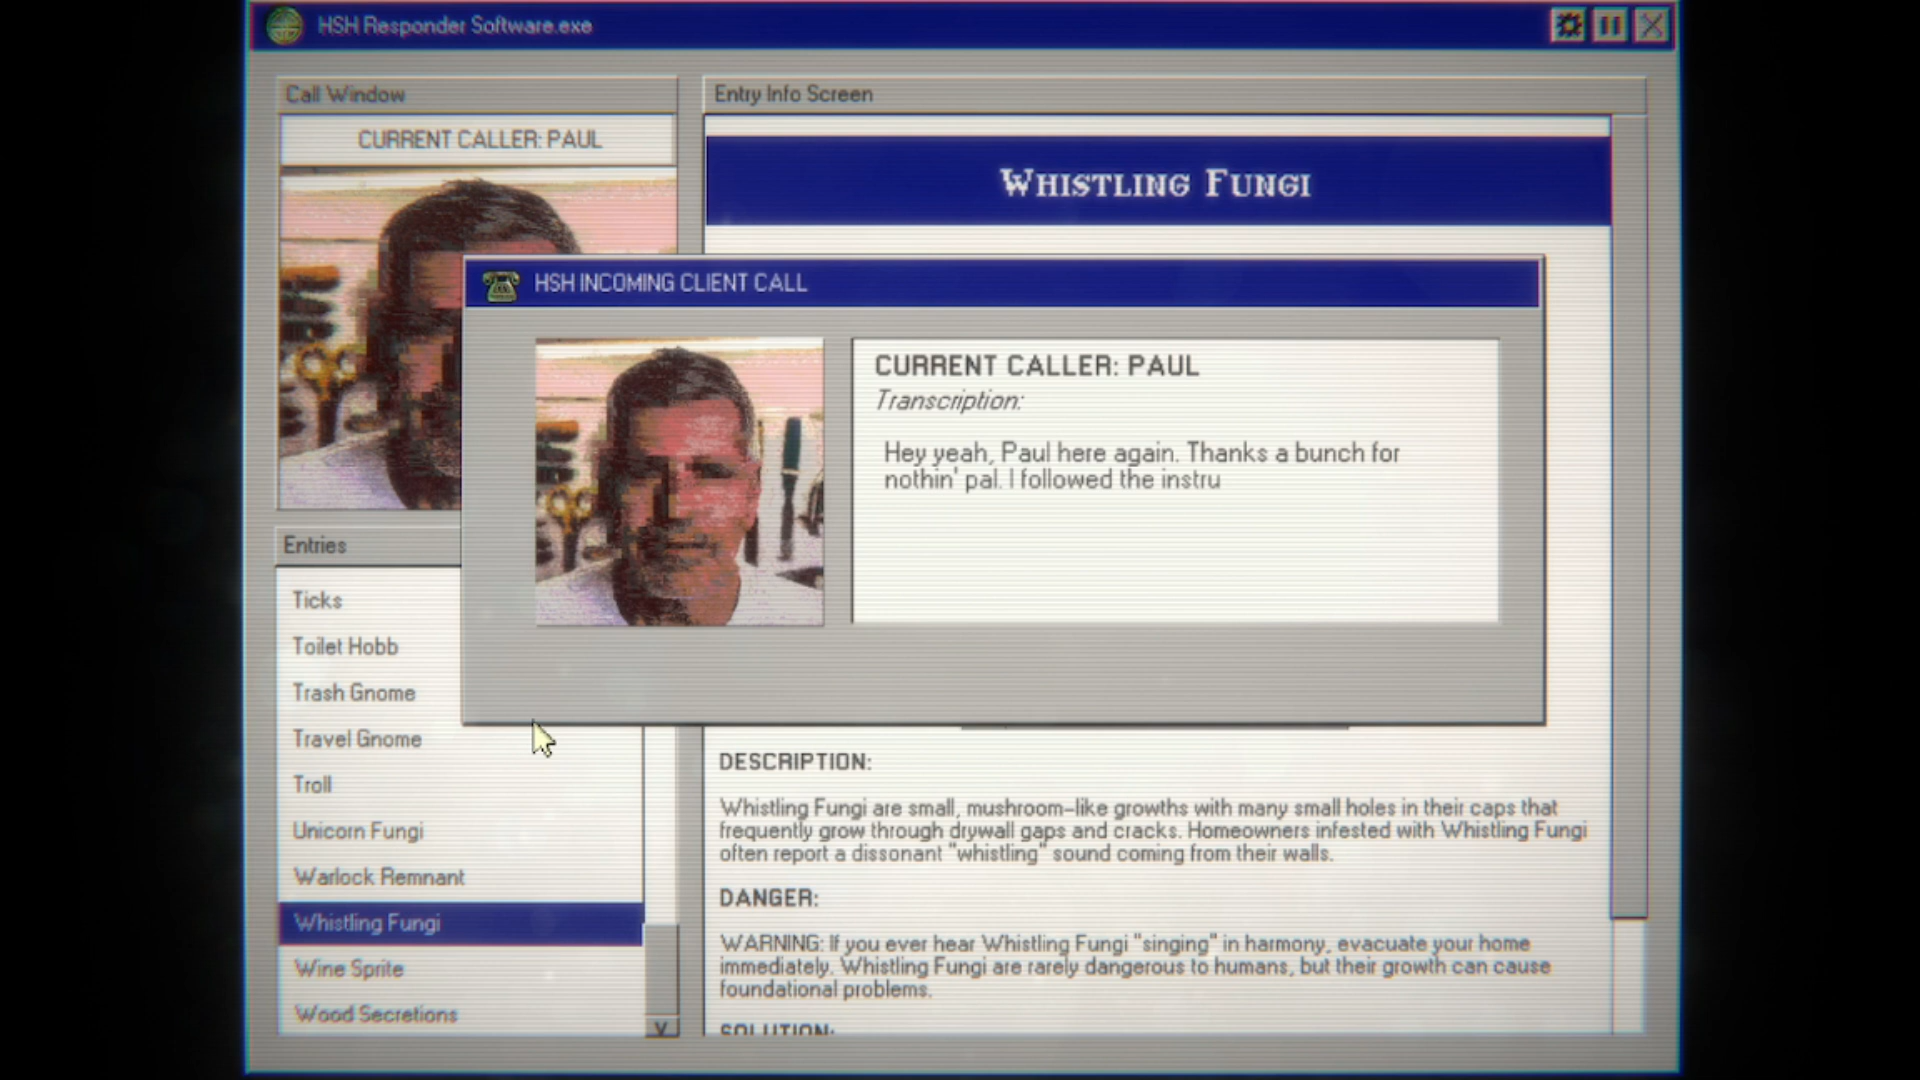 HSH Responder Software.exe
Call Window
CURRENT CALLER: PAUL
Entry Info Screen
WHISTLING FUNGI
HSH INCOMING CLIENT CALL
CURRENT CALLER: PAUL
Transcription:
Hey yeah, Paul here again. Thanks a bunch for
nothin' pal. I followed the instru
Entries
Ticks
Toilet Hobb
Trash Gnome
Travel Gnome
Troll
Unicorn Fungi
Warlock Remnant
Whistling Fungi
Wine Sprite
Wood Secretions
V
DESCRIPTION:
Whistling Fungi are small, mushroom-like growths with many small holes in their caps that
frequently grow through drywall gaps and cracks. Homeowners infested with Whistling Fungi
often report a dissonant "whistling" sound coming from their walls.
DANGER:
WARNING: If you ever hear Whistling Fungi "singing" in harmony, evacuate your home
immediately. Whistling Fungi are rarely dangerous to humans, but their growth can cause
foundational problems.
SOLUTION: